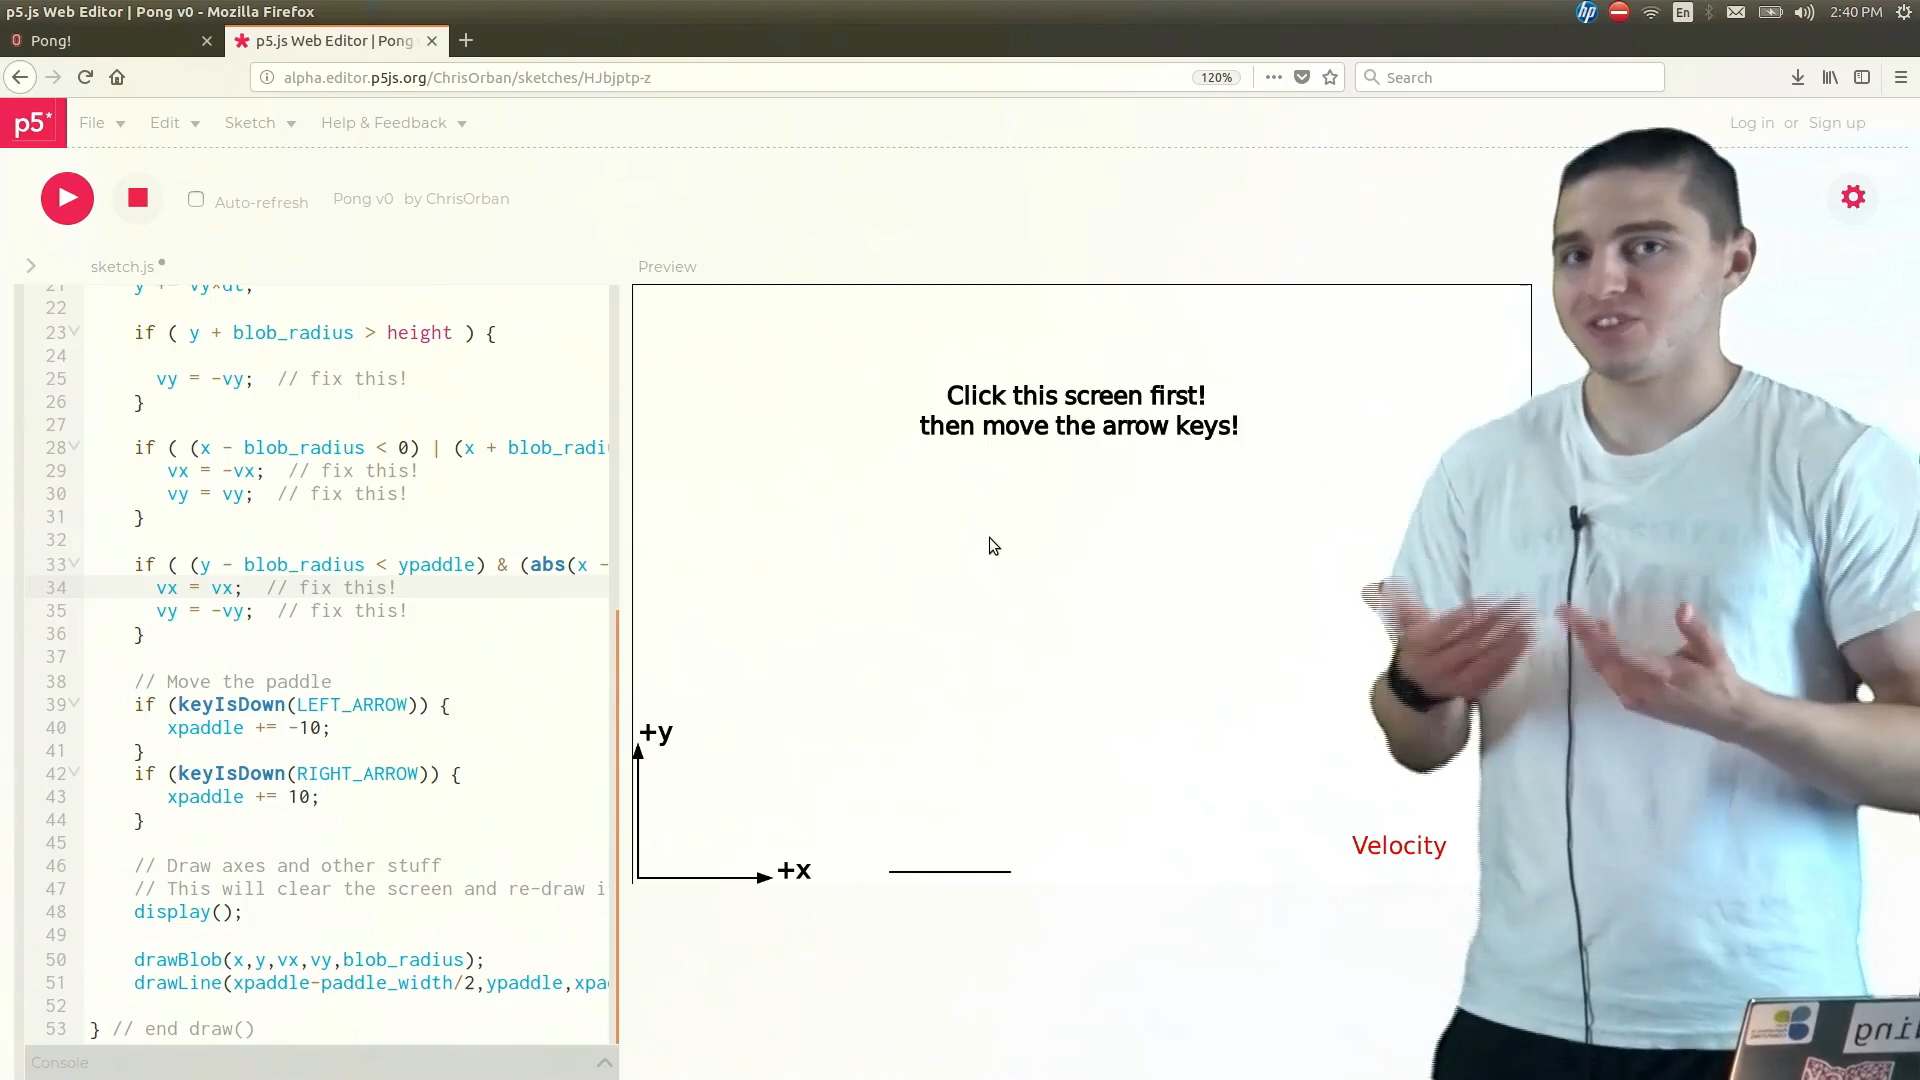 p5.js Web Editor | Pong v0 - Mozilla Firefox
En
2:40 PM
Pong!
p5.js Web Editor | Pong
alpha.editor.p5js.org/ChrisOrban/sketches/HJbjptp-z
120%
Search
p5*
File
Edit
Sketch
Help & Feedback
Log in or Sign up
Auto-refresh
Pong v0 by ChrisOrban
sketch.js
Preview
21 y += vy*dt;
22
23 if ( y + blob_radius > height ) {
24
25 vy = -vy; // fix this!
26 }
27
28 if ( (x - blob_radius < 0) | (x + blob_radi
29 vx = -vx; // fix this!
30 vy = vy; // fix this!
31 }
32
33 if ( (y - blob_radius < ypaddle) & (abs(x -
34 vx = vx; // fix this!
35 vy = -vy; // fix this!
36 }
37
38 // Move the paddle
39 if (keyIsDown(LEFT_ARROW)) {
40 xpaddle += -10;
41 }
42 if (keyIsDown(RIGHT_ARROW)) {
43 xpaddle += 10;
44 }
45
46 // Draw axes and other stuff
47 // This will clear the screen and re-draw i
48 display();
49
50 drawBlob(x,y,vx,vy,blob_radius);
51 drawLine(xpaddle-paddle_width/2,ypaddle,xpa
52
53 } // end draw()
Console
Click this screen first!
then move the arrow keys!
+y
+x
Velocity